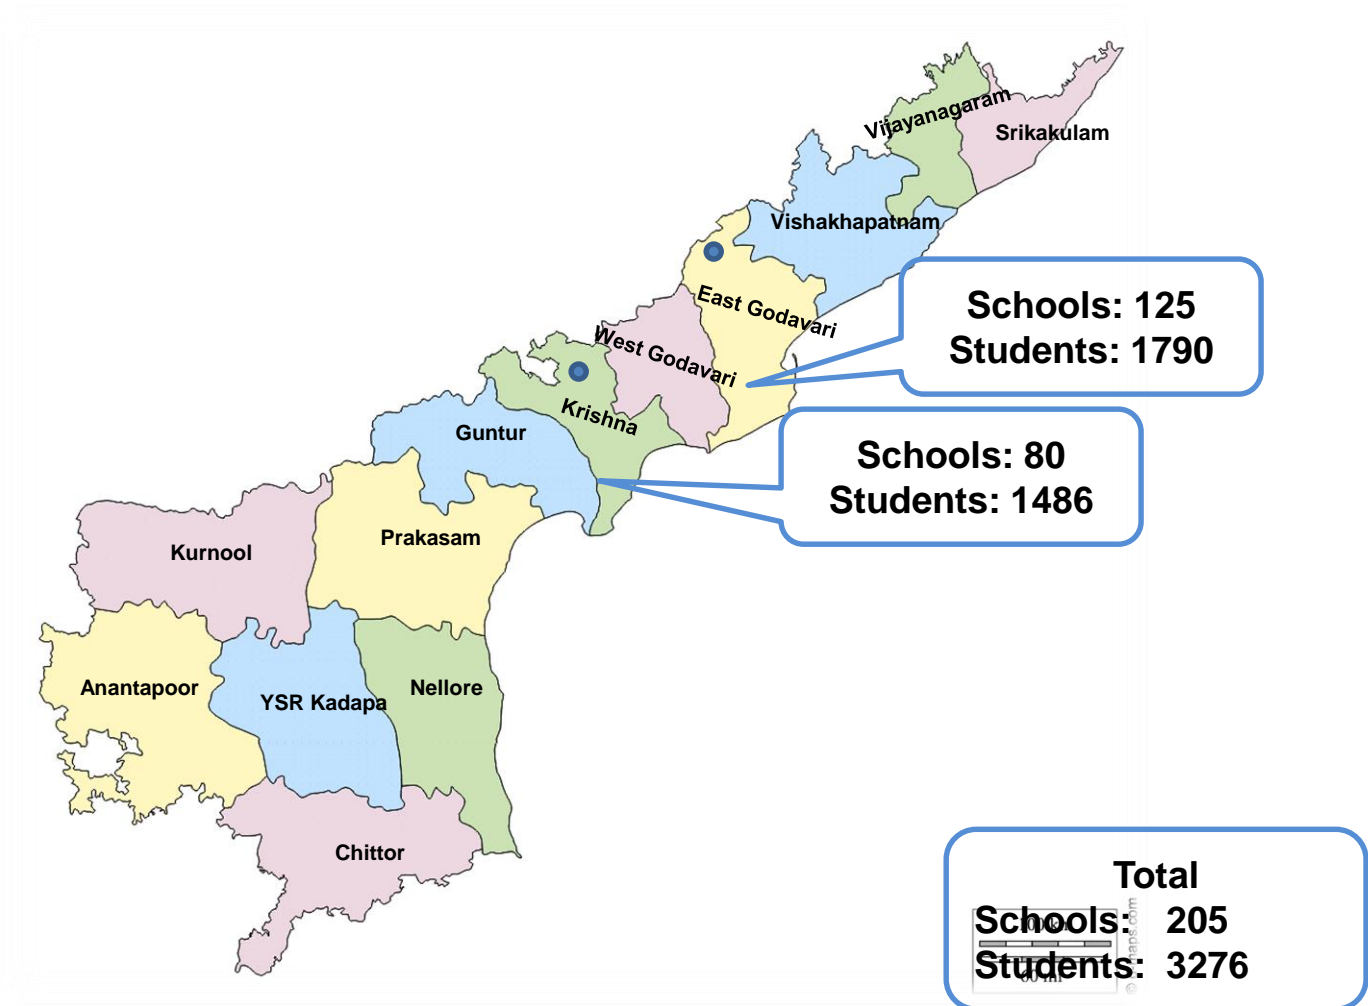 Vijayanagaram
Srikakulam
Vishakhapatnam
East Godavari
Schools: 125
Students: 1790
West Godavari
Krishna
Guntur
Schools: 80
Students: 1486
Prakasam
Kurnool
Anantapoor
YSR Kadapa
Nellore
Chittor
Total
Schools: 205
Students: 3276